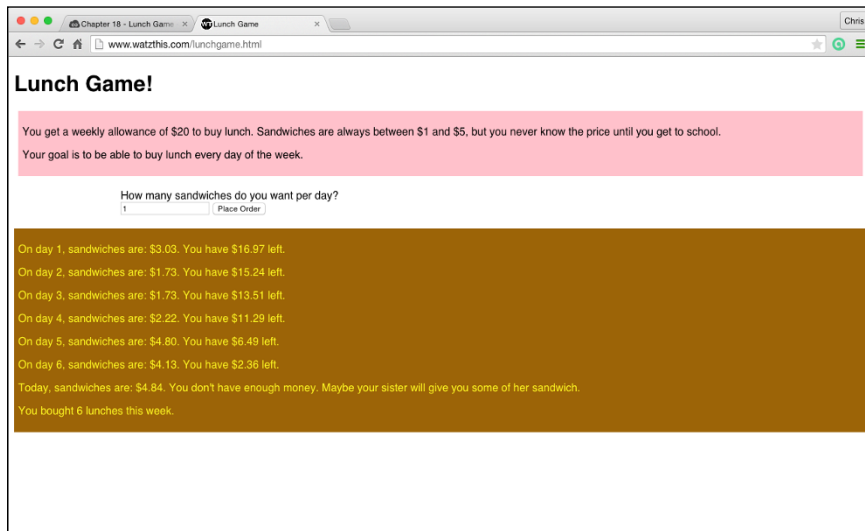 Chapter 18 - Lunch Game
Lunch Game
Chris
www.watzthis.com/lunchgame.html
Lunch Game!
You get a weekly allowance of $20 to buy lunch. Sandwiches are always between $1 and $5, but you never know the price until you get to school.
Your goal is to be able to buy lunch every day of the week.
How many sandwiches do you want per day?
1 Place Order
On day 1, sandwiches are: $3.03. You have $16.97 left.
On day 2, sandwiches are: $1.73. You have $15.24 left.
On day 3, sandwiches are: $1.73. You have $13.51 left.
On day 4, sandwiches are: $2.22. You have $11.29 left.
On day 5, sandwiches are: $4.80. You have $6.49 left.
On day 6, sandwiches are: $4.13. You have $2.36 left.
Today, sandwiches are: $4.84. You don't have enough money. Maybe your sister will give you some of her sandwich.
You bought 6 lunches this week.